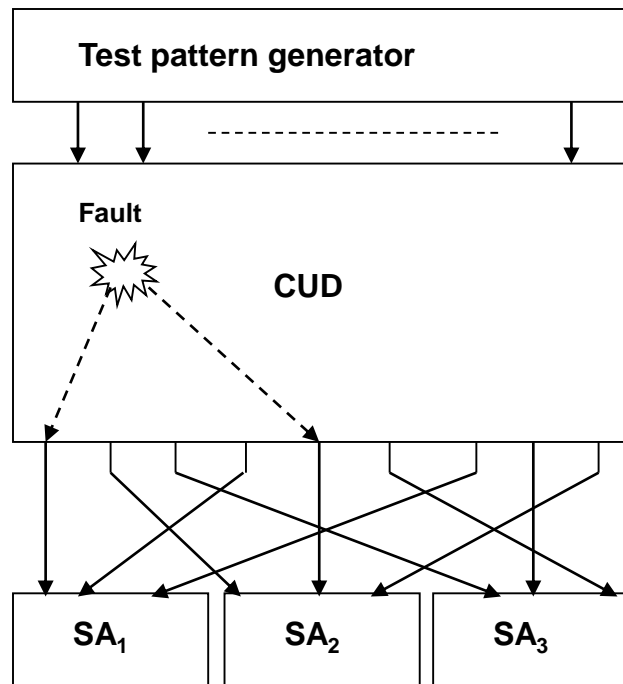 Test pattern generator
Fault
CUD
SA₁
SA₂
SA₃